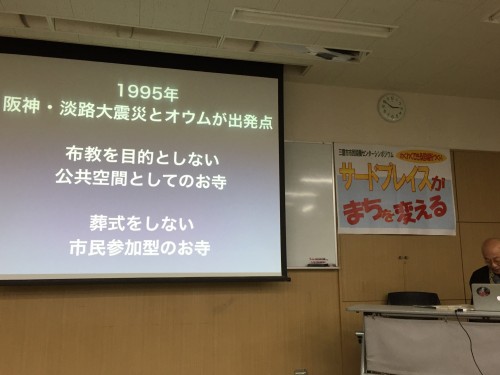 1995年
阪神・淡路大震災とオウムが出発点
布教を目的としない
公共空間としてのお寺
葬式をしない
市民参加型のお寺
サードプレイスが
まちを変える